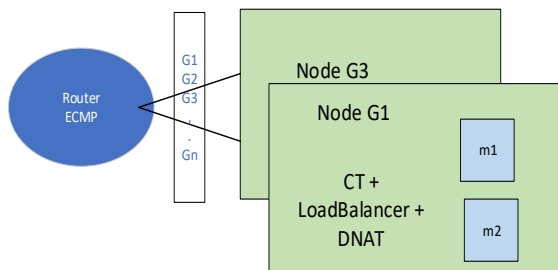 Router
ECMP
G1
G2
G3
.
.
Gn
Node G3
Node G1
m1
CT +
LoadBalancer +
DNAT
m2